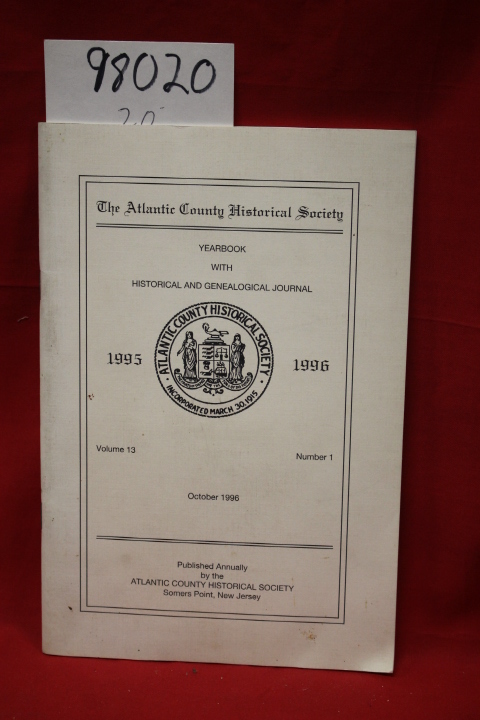 98020
20
The Atlantic County Historical Society
YEARBOOK
WITH
HISTORICAL AND GENEALOGICAL JOURNAL
ATLANTIC COUNTY HISTORICAL SOCIETY
INCORPORATED MARCH 30, 1915
1995
1996
Volume 13
Number 1
October 1996
Published Annually
by the
ATLANTIC COUNTY HISTORICAL SOCIETY
Somers Point, New Jersey